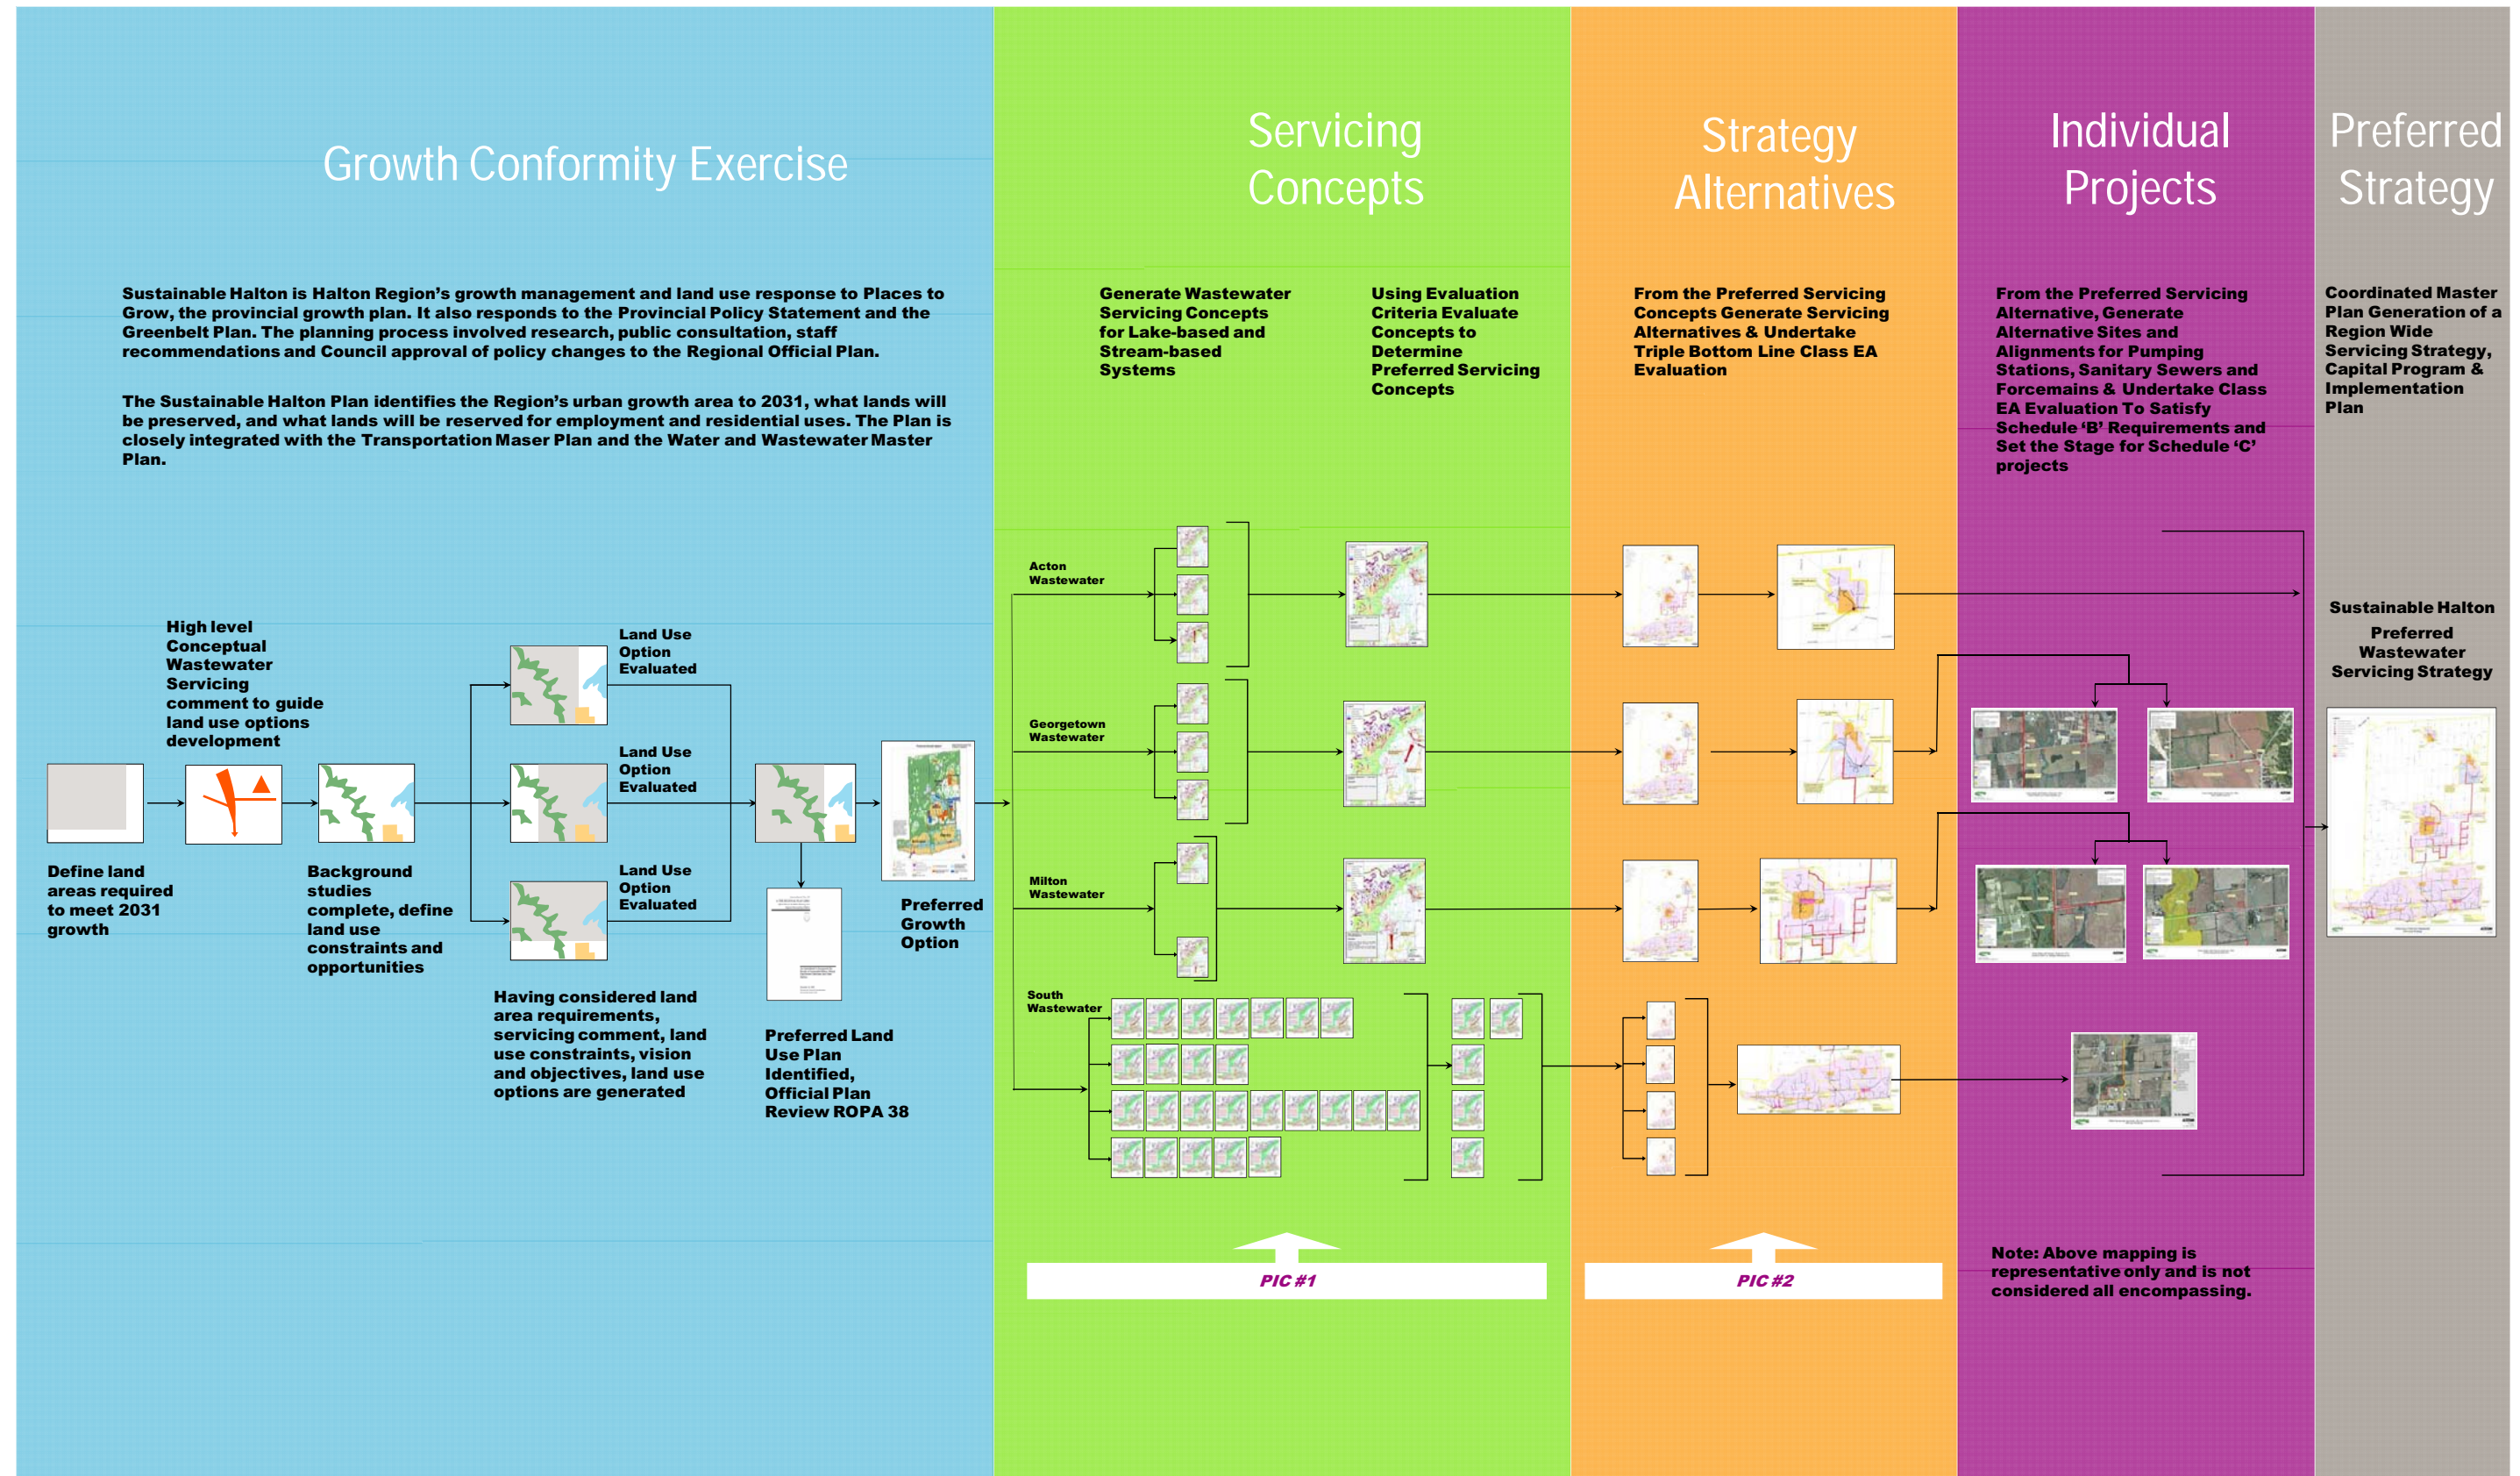 Growth Conformity Exercise
Sustainable Halton is Halton Region’s growth management and land use response to Places to
Grow, the provincial growth plan. It also responds to the Provincial Policy Statement and the
Greenbelt Plan. The planning process involved research, public consultation, staff
recommendations and Council approval of policy changes to the Regional Official Plan.
The Sustainable Halton Plan identifies the Region’s urban growth area to 2031, what lands will
be preserved, and what lands will be reserved for employment and residential uses. The Plan is
closely integrated with the Transportation Maser Plan and the Water and Wastewater Master
Plan.
High level
Conceptual
Wastewater
Servicing
comment to guide
land use options
development
Define land
areas required
to meet 2031
growth
Background
studies
complete, define
land use
constraints and
opportunities
Land Use
Option
Evaluated
Land Use
Option
Evaluated
Land Use
Option
Evaluated
Having considered land
area requirements,
servicing comment, land
use constraints, vision
and objectives, land use
options are generated
Preferred Land
Use Plan
Identified,
Official Plan
Review ROPA 38
Preferred
Growth
Option
Servicing
Concepts
Generate Wastewater
Servicing Concepts
for Lake-based and
Stream-based
Systems
Using Evaluation
Criteria Evaluate
Concepts to
Determine
Preferred Servicing
Concepts
Acton
Wastewater
Georgetown
Wastewater
Milton
Wastewater
South
Wastewater
PIC #1
Strategy
Alternatives
From the Preferred Servicing
Concepts Generate Servicing
Alternatives & Undertake
Triple Bottom Line Class EA
Evaluation
PIC #2
Individual
Projects
From the Preferred Servicing
Alternative, Generate
Alternative Sites and
Alignments for Pumping
Stations, Sanitary Sewers and
Forcemains & Undertake Class
EA Evaluation To Satisfy
Schedule ‘B’ Requirements and
Set the Stage for Schedule ‘C’
projects
Note: Above mapping is
representative only and is not
considered all encompassing.
Preferred
Strategy
Coordinated Master
Plan Generation of a
Region Wide
Servicing Strategy,
Capital Program &
Implementation
Plan
Sustainable Halton
Preferred
Wastewater
Servicing Strategy